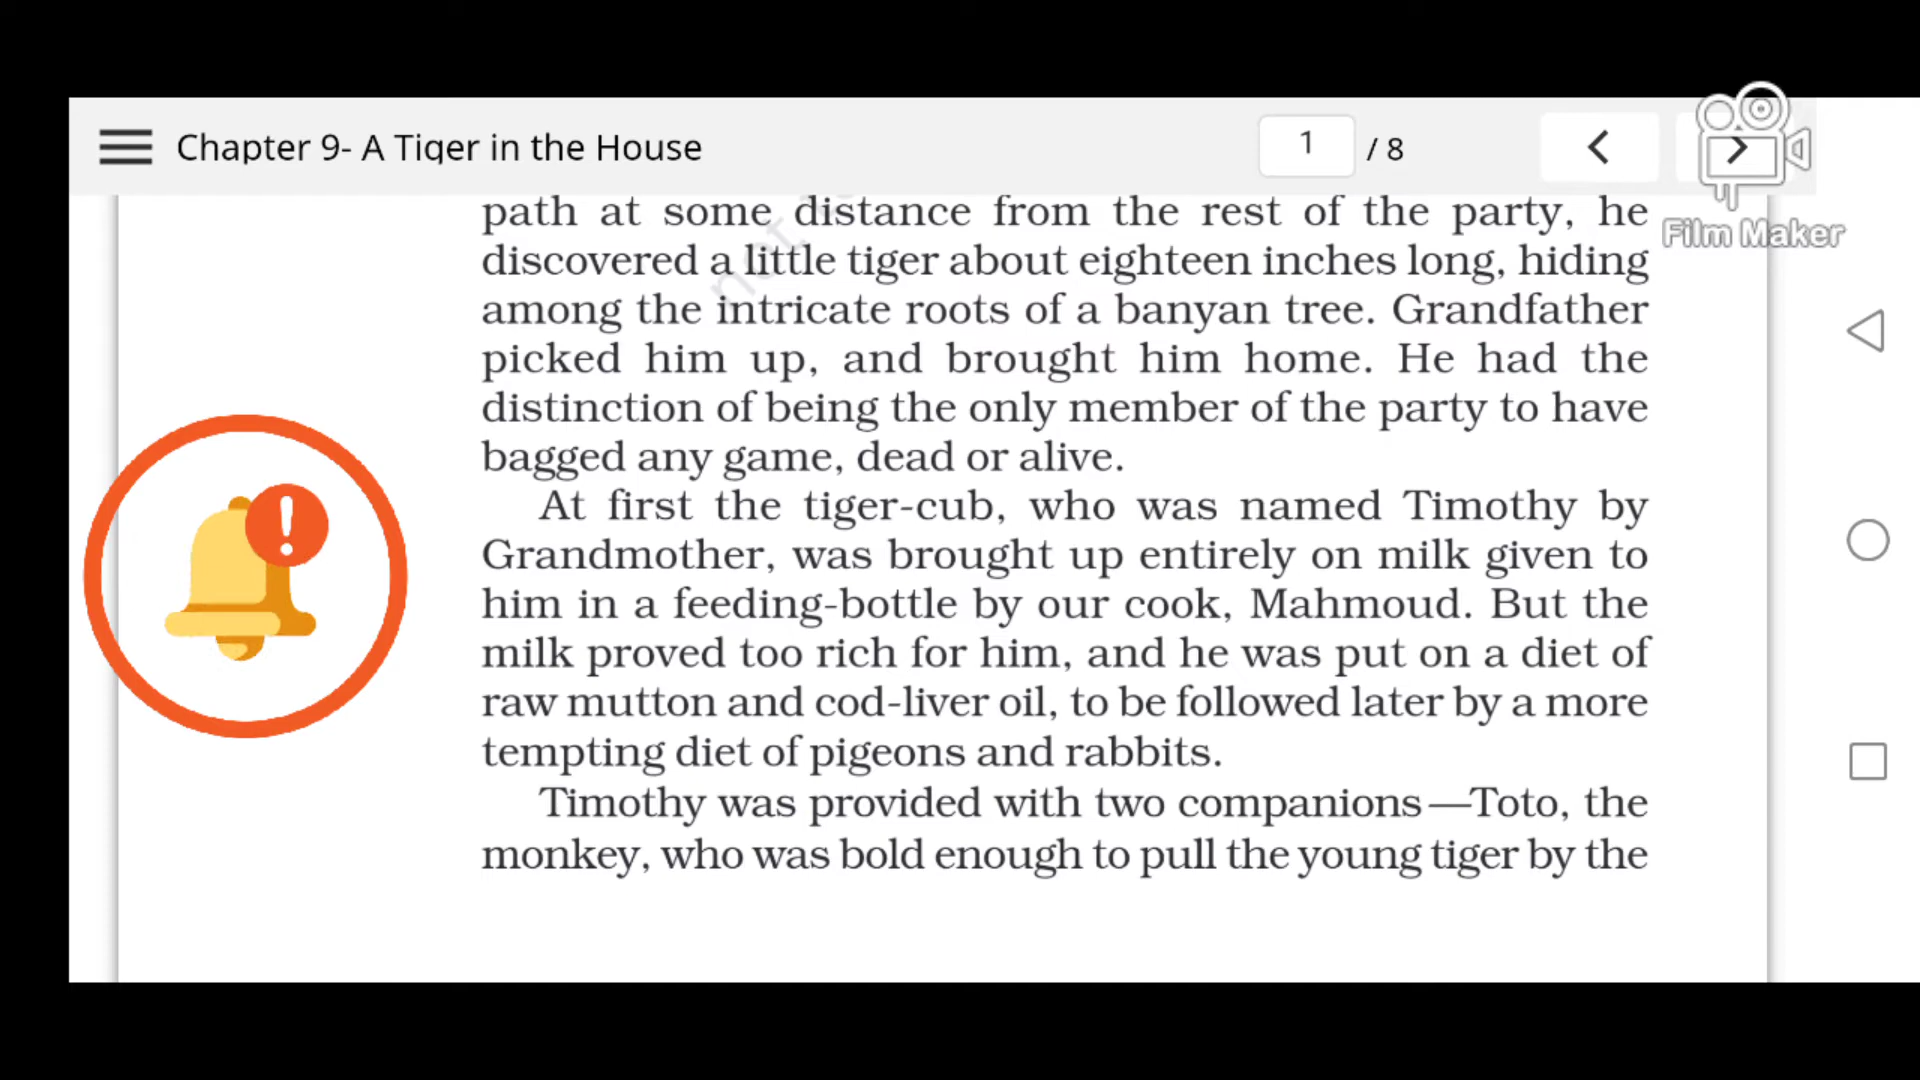 Chapter 9- A Tiger in the House
1 / 8
Film Maker
not
path at some distance from the rest of the party, he
discovered a little tiger about eighteen inches long, hiding
among the intricate roots of a banyan tree. Grandfather
picked him up, and brought him home. He had the
distinction of being the only member of the party to have
bagged any game, dead or alive.
At first the tiger-cub, who was named Timothy by
Grandmother, was brought up entirely on milk given to
him in a feeding-bottle by our cook, Mahmoud. But the
milk proved too rich for him, and he was put on a diet of
raw mutton and cod-liver oil, to be followed later by a more
tempting diet of pigeons and rabbits.
Timothy was provided with two companions—Toto, the
monkey, who was bold enough to pull the young tiger by the